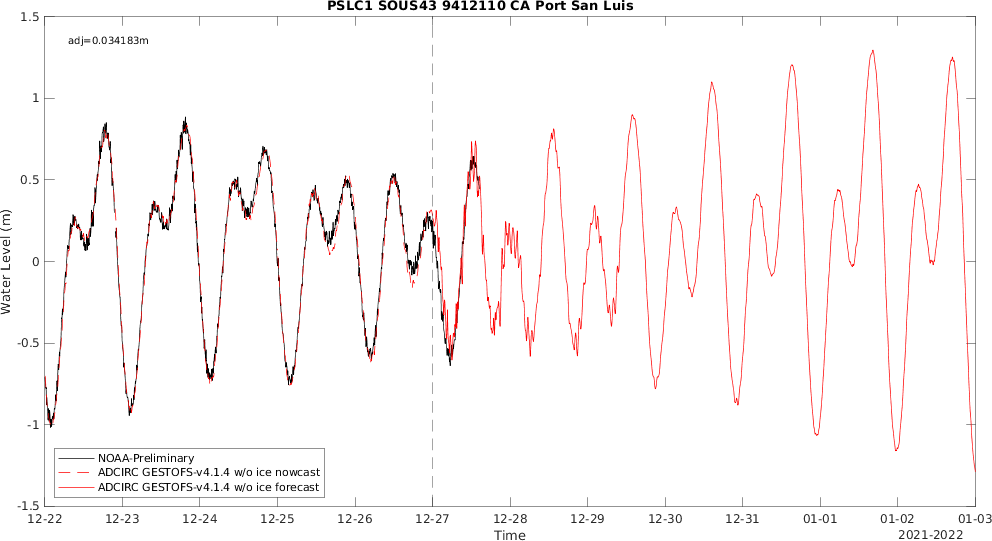 PSLC1 SOUS43 9412110 CA Port San Luis
adj=0.034183m
1.5
1
0.5
0
-0.5
-1
-1.5
Water Level (m)
NOAA-Preliminary
ADCIRC GESTOFS-v4.1.4 w/o ice nowcast
ADCIRC GESTOFS-v4.1.4 w/o ice forecast
12-22 12-23 12-24 12-25 12-26 12-27 12-28 12-29 12-30 12-31 01-01 01-02 01-03
Time
2021-2022